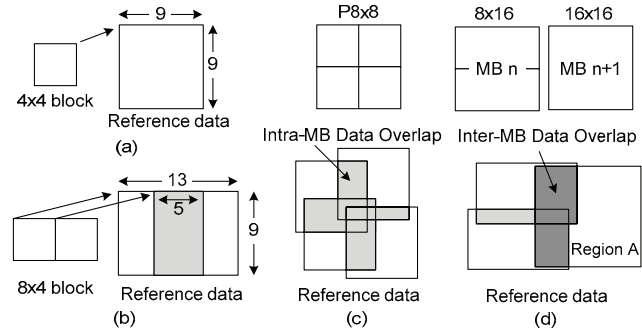 9
9
4x4 block
Reference data
(a)
13
5
9
8x4 block
Reference data
(b)
P8x8
Intra-MB Data Overlap
Reference data
(c)
8x16
16x16
MB n
MB n+1
Inter-MB Data Overlap
Region A
Reference data
(d)